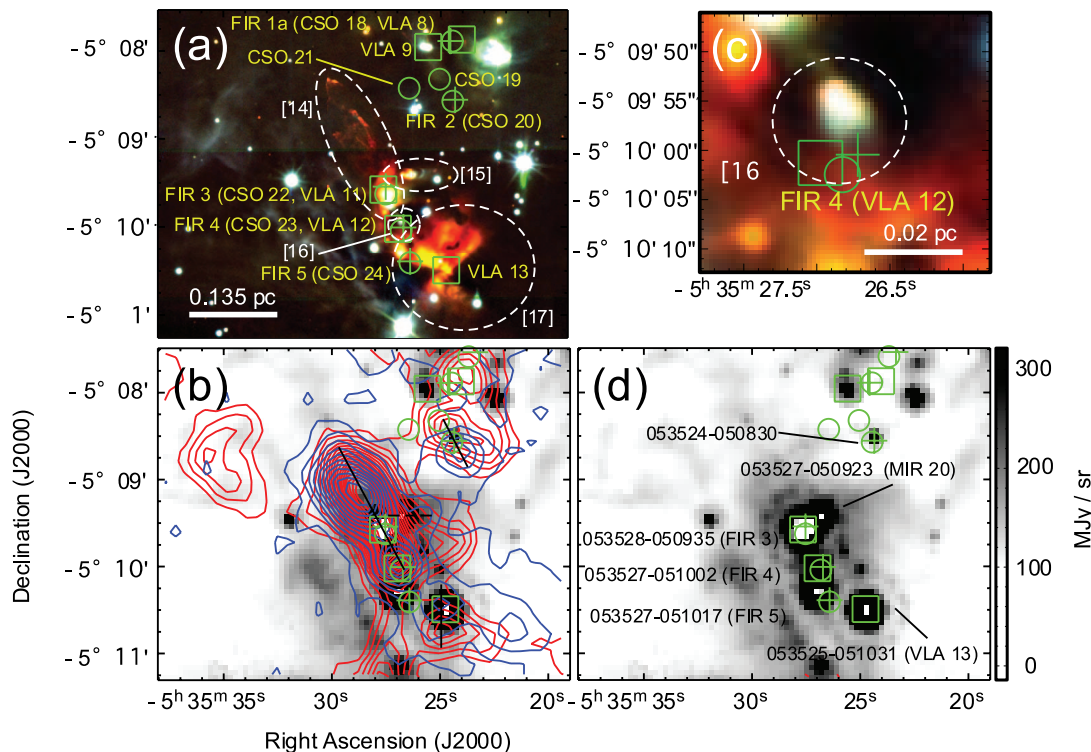 (a)
FIR 1a (CSO 18, VLA 8)
VLA 9
CSO 21
CSO 19
FIR 2 (CSO 20)
[14]
[15]
FIR 3 (CSO 22, VLA 11)
FIR 4 (CSO 23, VLA 12)
[16]
FIR 5 (CSO 24)
VLA 13
[17]
0.135 pc
- 5° 08'
- 5° 09'
- 5° 10'
- 5° 1'
(c)
- 5° 09' 50"
- 5° 09' 55"
- 5° 10' 00"
- 5° 10' 05"
- 5° 10' 10"
[16
FIR 4 (VLA 12)
0.02 pc
- 5h 35m 27.5s
26.5s
(b)
- 5° 08'
- 5° 09'
- 5° 10'
- 5° 11'
- 5h 35m 30s
25s
20s
Declination (J2000)
Right Ascension (J2000)
(d)
053524-050830
053527-050923 (MIR 20)
053528-050935 (FIR 3)
053527-051002 (FIR 4)
053527-051017 (FIR 5)
053525-051031 (VLA 13)
- 5h 35m 30s
25s
20s
300
200
100
0
MJy / sr